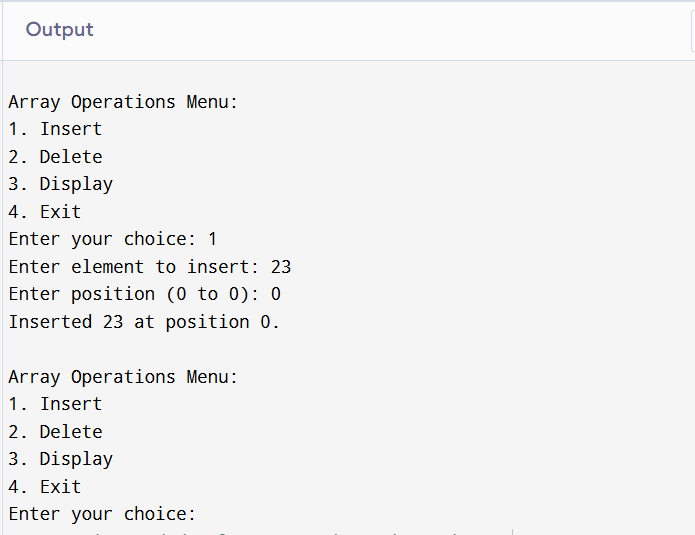 Output
Array Operations Menu:
1. Insert
2. Delete
3. Display
4. Exit
Enter your choice: 1
Enter element to insert: 23
Enter position (0 to 0): 0
Inserted 23 at position 0.
Array Operations Menu:
1. Insert
2. Delete
3. Display
4. Exit
Enter your choice: